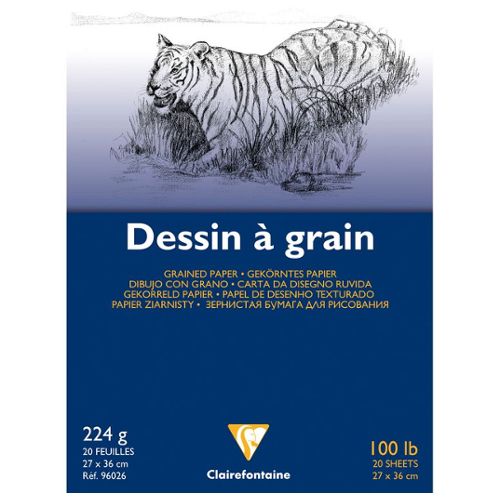 Dessin à grain
GRAINED PAPER • GEKÖRNTES PAPIER
DIBUJO CON GRANO • CARTA DA DISEGNO RUVIDA
GEKORRELD PAPIER • PAPEL DE DESENHO TEXTURADO
PAPIER ZIARNISTY • ЗЕРНИСТАЯ БУМАГА ДЛЯ РИСОВАНИЯ
224 g
20 FEUILLES
27 x 36 cm
Réf. 96026
Clairefontaine
100 lb
20 SHEETS
27 x 36 cm